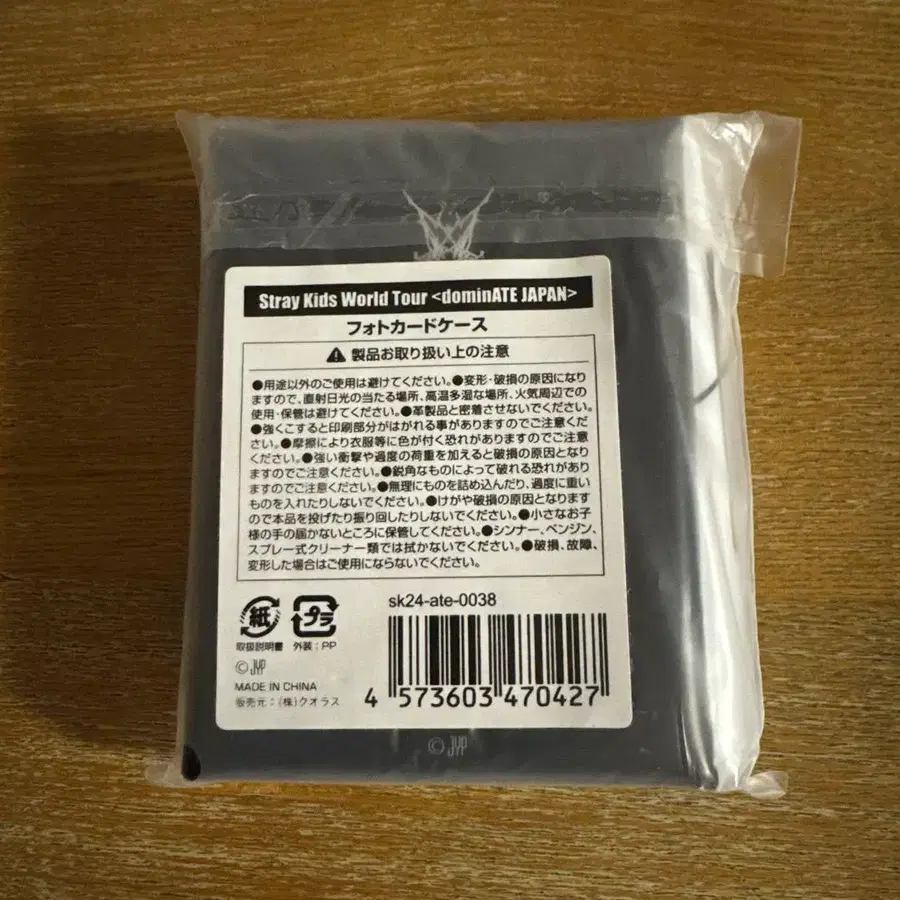 Stray Kids World Tour <dominATE JAPAN>
フォトカードケース
製品お取り扱い上の注意
●用途以外のご使用は避けてください。●変形・破損の原因になり
ますので、直射日光の当たる場所、高温多湿な場所、火気周辺での
使用・保管は避けてください。●革製品と密着させないでください。
●強くこすると印刷部分がはがれる事がありますのでご注意くだ
さい。●摩擦により衣服等に色が付く恐れがありますのでご注意
ください。●強い衝撃や過度の荷重を加えると破損の原因となり
ますのでご注意ください。●鋭角なものによって破れる恐れがあり
ますのでご注意ください。●無理にものを詰め込んだり、過度に重い
ものを入れたりしないでください。●けがや破損の原因となります
ので本品を投げたり振り回したりしないでください。●小さなお子
様の手の届かないところに保管してください。●シンナー、ベンジン、
スプレー式クリーナー類では拭かないでください。●破損、故障、
変形した場合はご使用にならないでください。
紙
プラ
取扱説明書 外装：PP
sk24-ate-0038
©JYP
MADE IN CHINA
販売元：(株)クオラス
4 573603 470427
©JYP